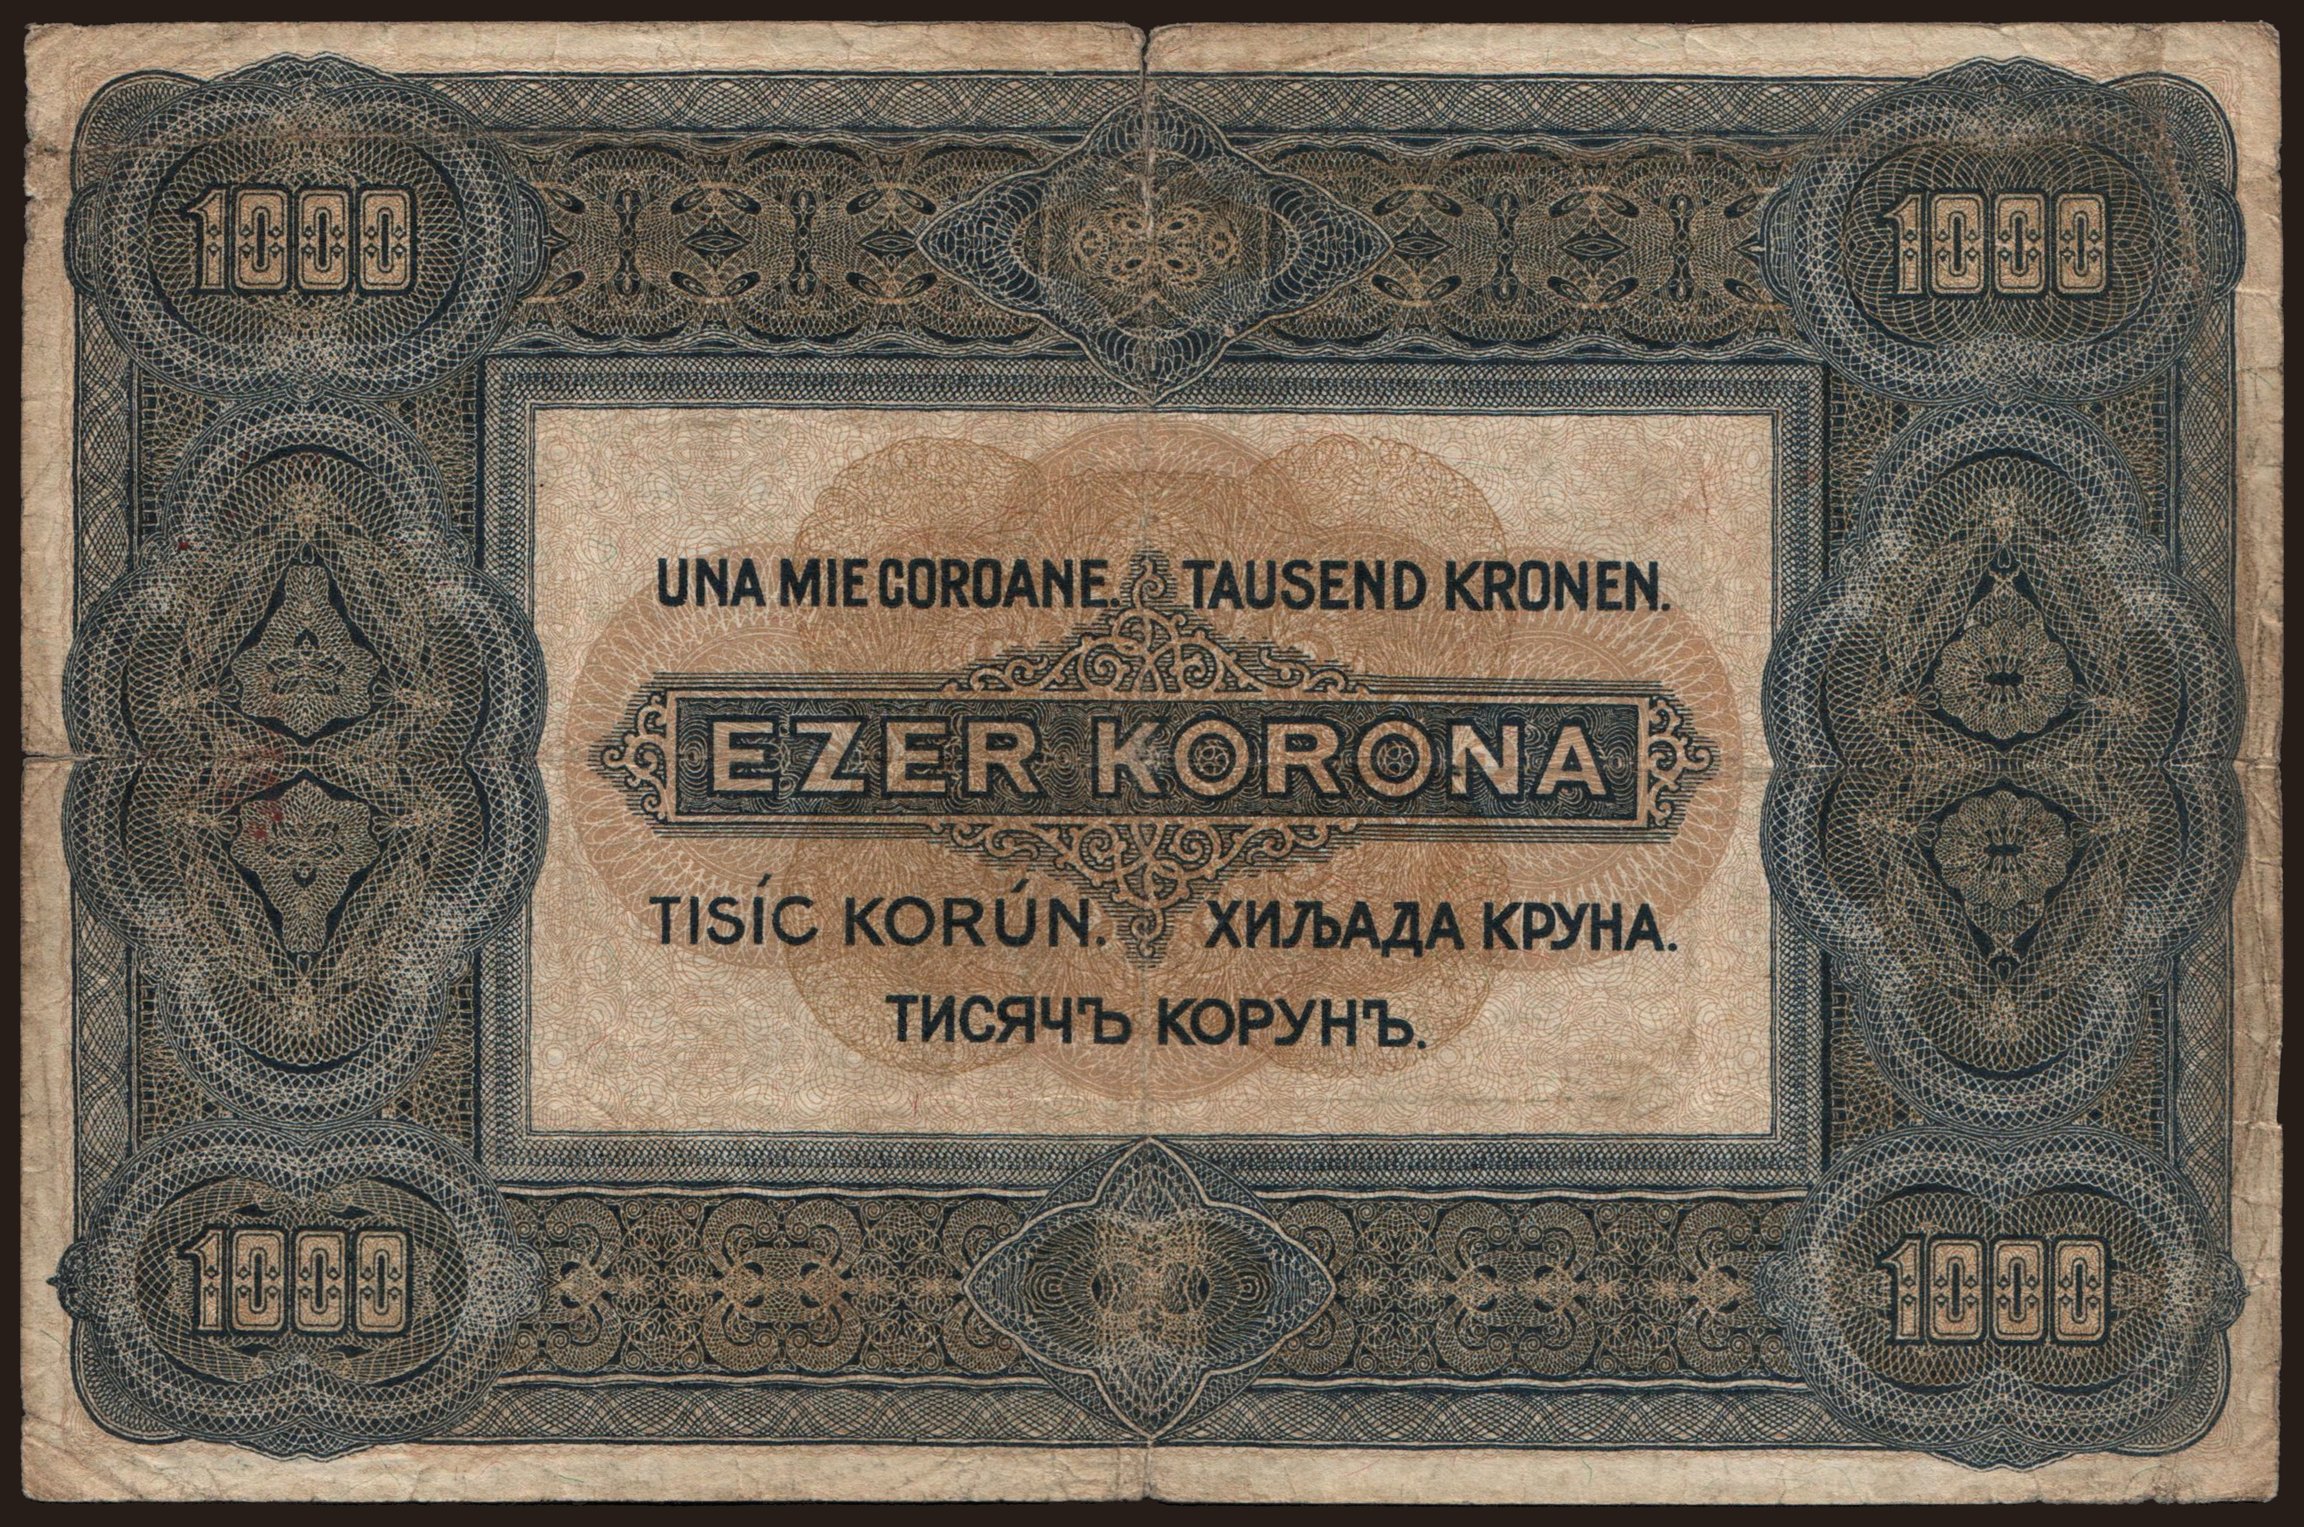 1000 1000
UNA MIE COROANE. TAUSEND KRONEN.
EZER KORONA
TISÍC KORÚN. ХИЉАДА КРУНА.
ТИСЯЧЪ КОРУНЪ.
1000 1000